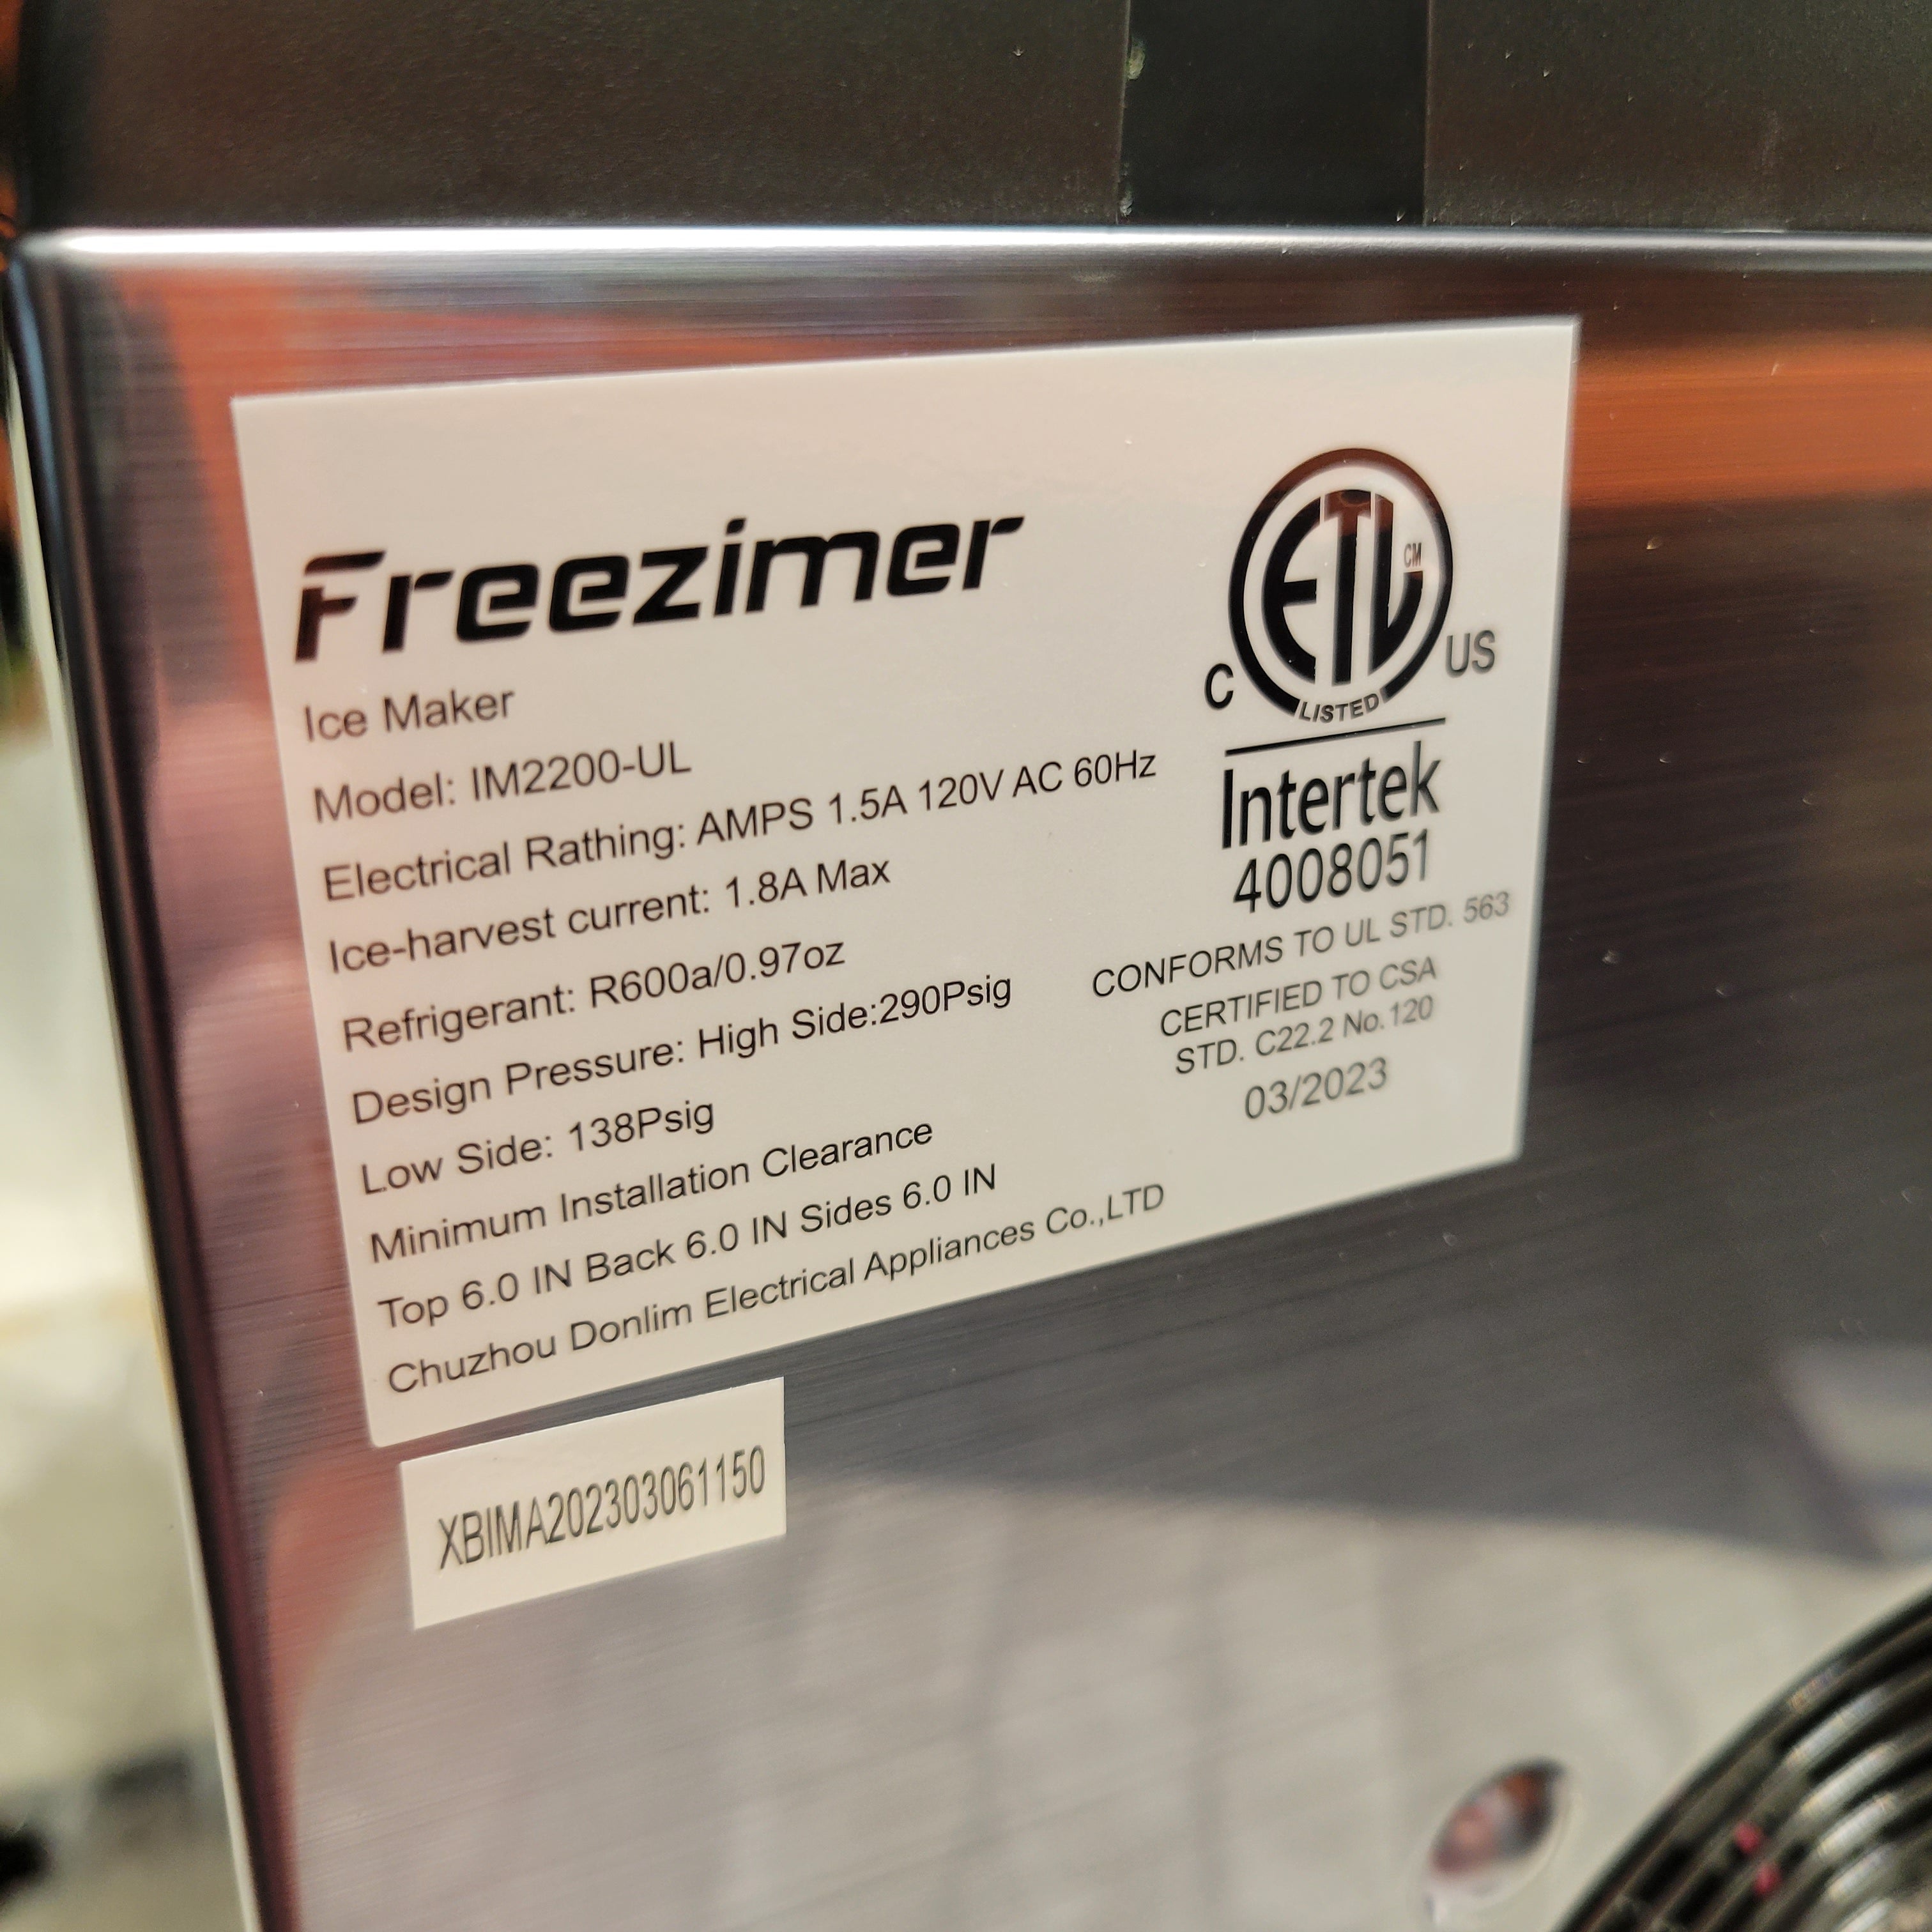 Freezimer
Ice Maker
Model: IM2200-UL
Electrical Rathing: AMPS 1.5A 120V AC 60Hz
Ice-harvest current: 1.8A Max
Refrigerant: R600a/0.97oz
Design Pressure: High Side:290Psig
Low Side: 138Psig
Minimum Installation Clearance
Top 6.0 IN Back 6.0 IN Sides 6.0 IN
Chuzhou Donlim Electrical Appliances Co.,LTD
ETL CM
C US
LISTED
Intertek
4008051
CONFORMS TO UL STD. 563
CERTIFIED TO CSA
STD. C22.2 No.120
03/2023
XBIMA202303061150